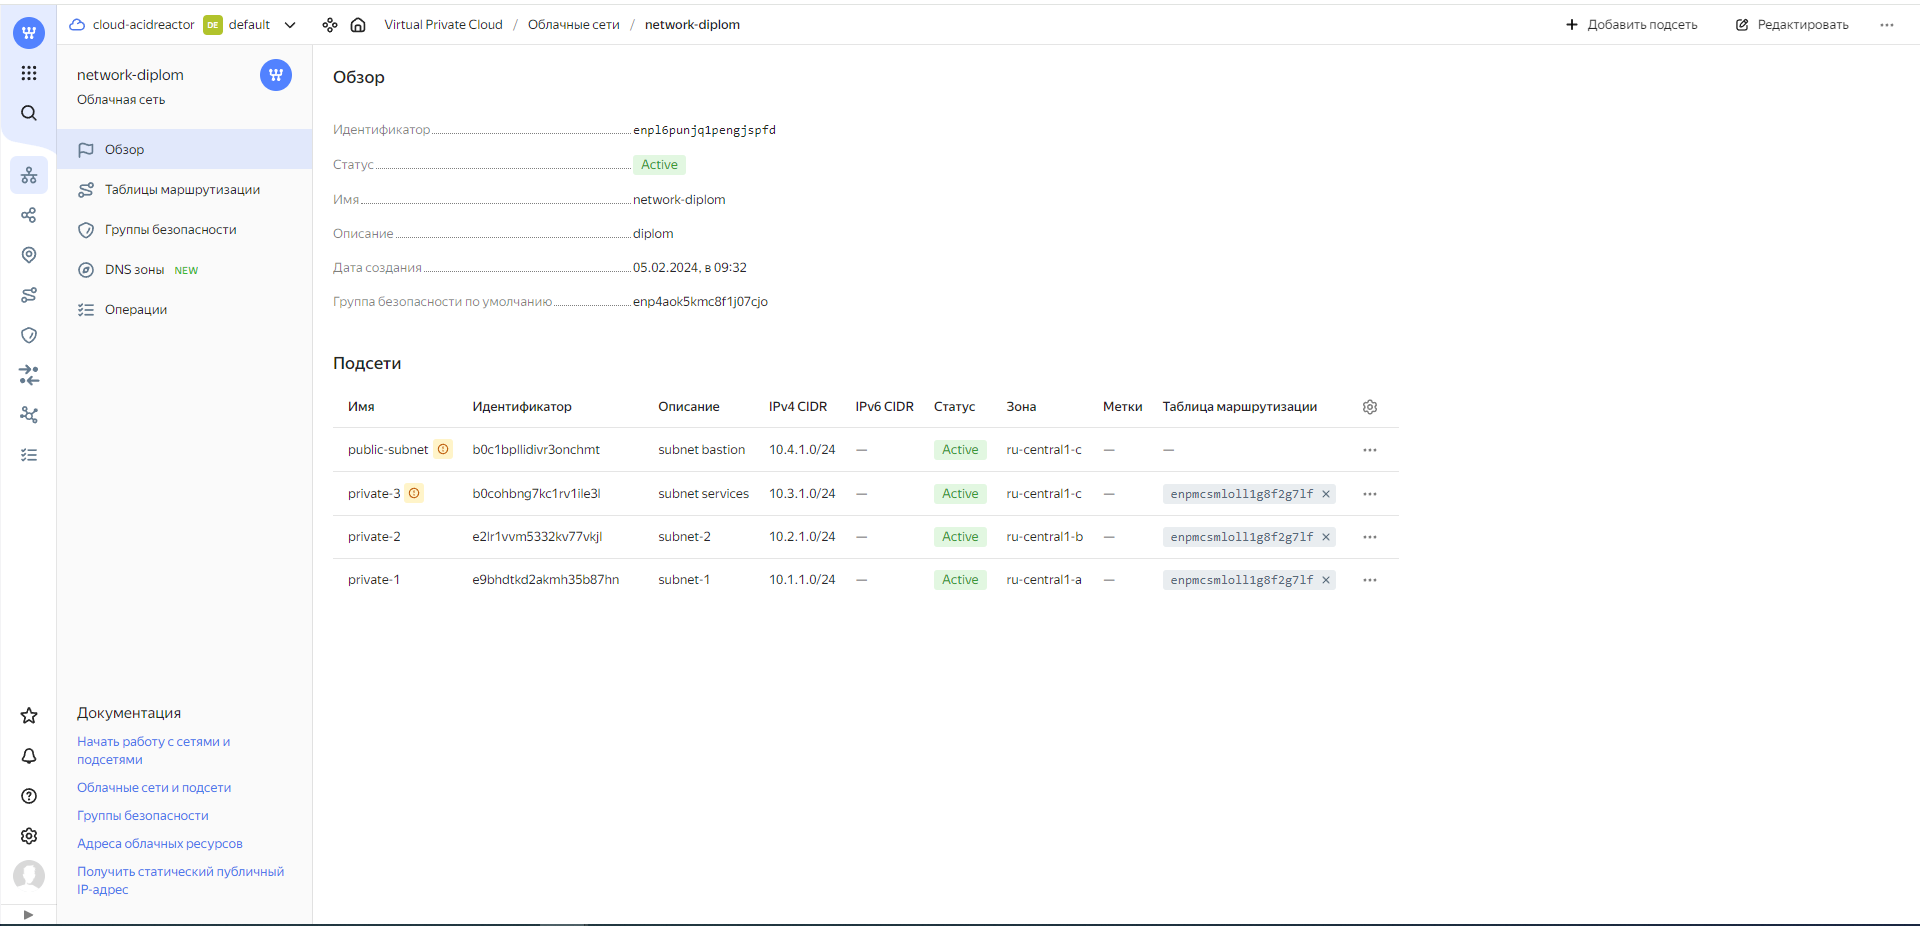 cloud-acidreactor DE default Virtual Private Cloud / Облачные сети / network-diplom + Добавить подсеть Редактировать
network-diplom
Облачная сеть
Обзор
Таблицы маршрутизации
Группы безопасности
DNS зоны NEW
Операции
Документация
Начать работу с сетями и
подсетями
Облачные сети и подсети
Группы безопасности
Адреса облачных ресурсов
Получить статический публичный
IP-адрес
Обзор
Идентификатор enpl6punjq1pengjspfd
Статус Active
Имя network-diplom
Описание diplom
Дата создания 05.02.2024, в 09:32
Группа безопасности по умолчанию enp4aok5kmc8f1j07cjo
Подсети
Имя Идентификатор Описание IPv4 CIDR IPv6 CIDR Статус Зона Метки Таблица маршрутизации
public-subnet b0c1bpllidivr3onchmt subnet bastion 10.4.1.0/24 — Active ru-central1-c — —
private-3 b0cohbng7kc1rv1ile3l subnet services 10.3.1.0/24 — Active ru-central1-c — enpmcsmloll1g8f2g7lf ×
private-2 e2lr1vvm5332kv77vkjl subnet-2 10.2.1.0/24 — Active ru-central1-b — enpmcsmloll1g8f2g7lf ×
private-1 e9bhdtkd2akmh35b87hn subnet-1 10.1.1.0/24 — Active ru-central1-a — enpmcsmloll1g8f2g7lf ×